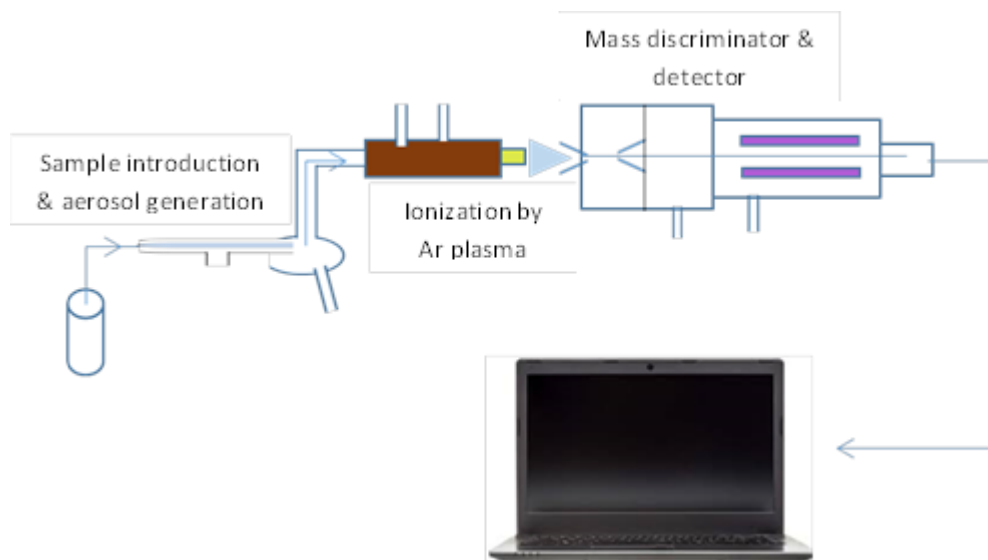 Mass discriminator &
detector
Sample introduction
& aerosol generation
Ionization by
Ar plasma